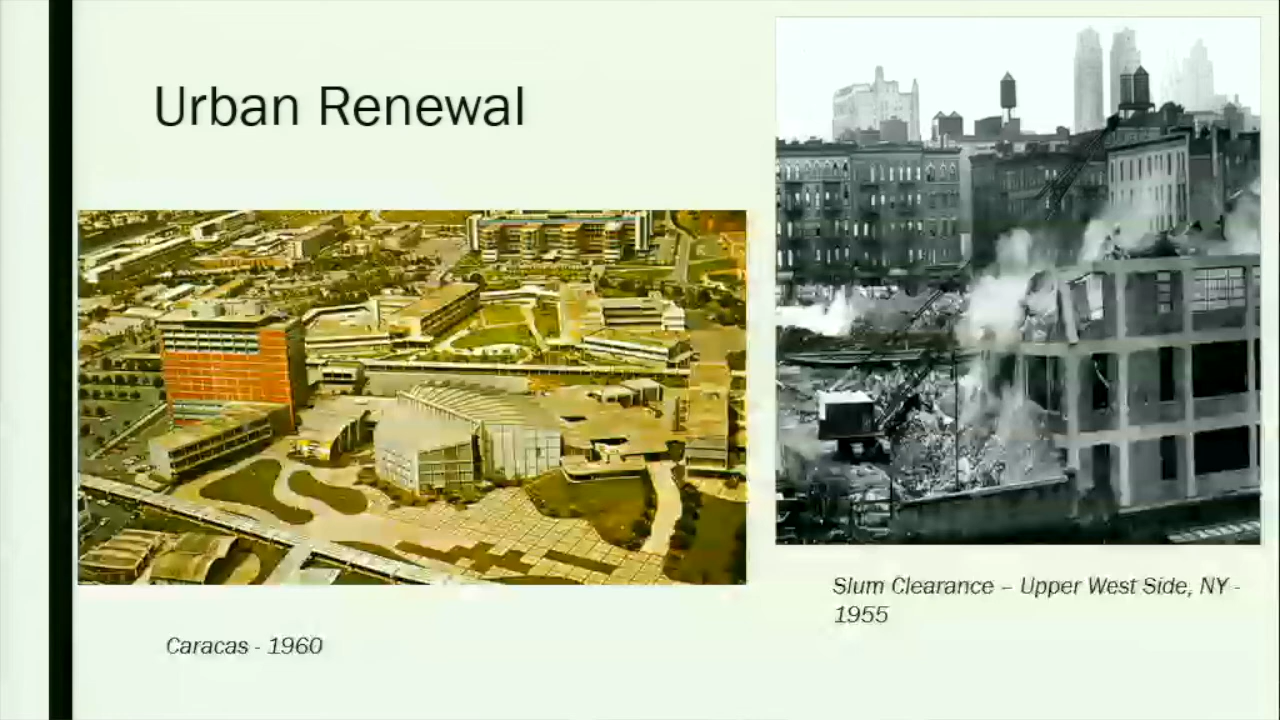 Urban Renewal
Slum Clearance – Upper West Side, NY -
1955
Caracas - 1960